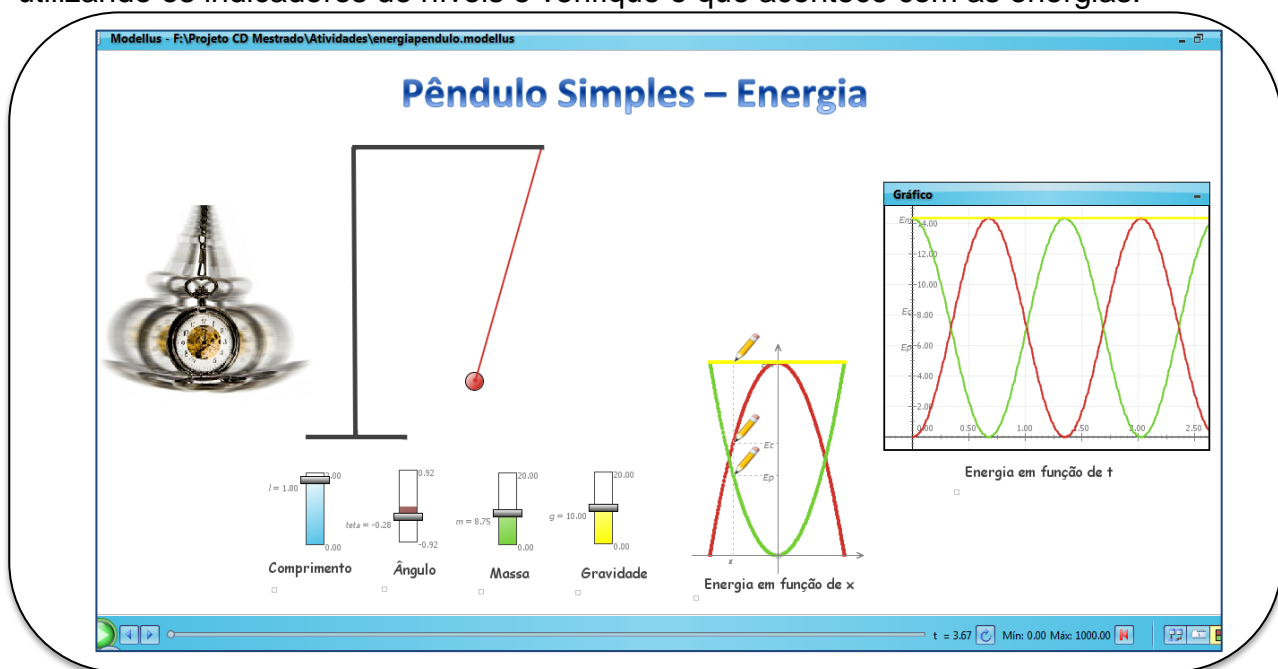 utilizando os indicadores de níveis e verifique o que acontece com as energias.
Modellus - F:\Projeto CD Mestrado\Atividades\energiapendulo.modellus
Pêndulo Simples – Energia
Gráfico
Em
14.00
12.00
10.00
Ec
8.00
Ep
6.00
4.00
2.00
0.00 0.50 1.00 1.50 2.00 2.50
Energia em função de t
Ec
Ep
x
Energia em função de x
l = 1.80
0.00
Comprimento
0.92
teta = -0.28
-0.92
Ângulo
20.00
m = 8.75
0.00
Massa
20.00
g = 10.00
0.00
Gravidade
t = 3.67 Mín: 0.00 Máx: 1000.00